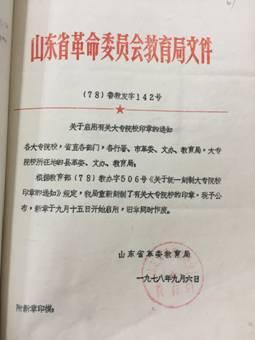 山东省革命委员会教育局文件
(78)鲁教发字142号
关于启用有关大专院校印章的通知
各大专院校，省直各部门，各行署、市革委、文办、教育局，大专
院校所在地的县革委、文办、教育局：
根据教育部(78)教办字506号《关于统一刻制大专院校
印章的通知》规定，我局重新刻制了有关大专院校的印章。现予公
布，新章于九月十五日开始启用，旧章同时作废。
山东省革委教育局
一九七八年九月六日
附新章印模：